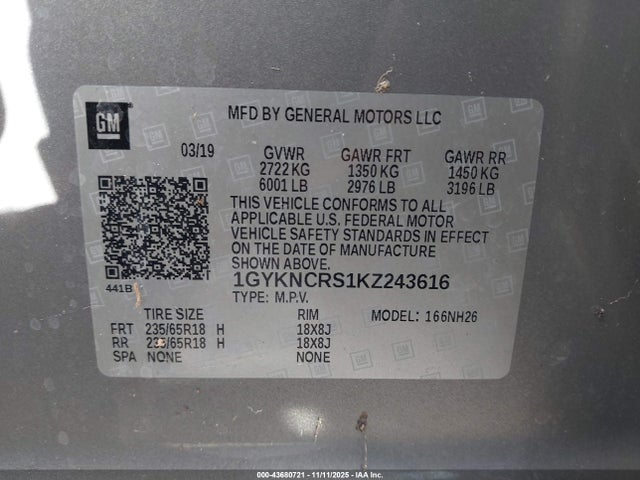 GM
MFD BY GENERAL MOTORS LLC
03/19 GVWR GAWR FRT GAWR RR
2722 KG 1350 KG 1450 KG
6001 LB 2976 LB 3196 LB
THIS VEHICLE CONFORMS TO ALL
APPLICABLE U.S. FEDERAL MOTOR
VEHICLE SAFETY STANDARDS IN EFFECT
ON THE DATE OF MANUFACTURE
SHOWN ABOVE.
441B 1GYKNCRS1KZ243616
TYPE: M.P.V.
TIRE SIZE RIM MODEL: 166NH26
FRT 235/65R18 H 18X8J
RR 235/65R18 H 18X8J
SPA NONE NONE
000-43680721 - 11/11/2025 - Copyright IAA, Inc.